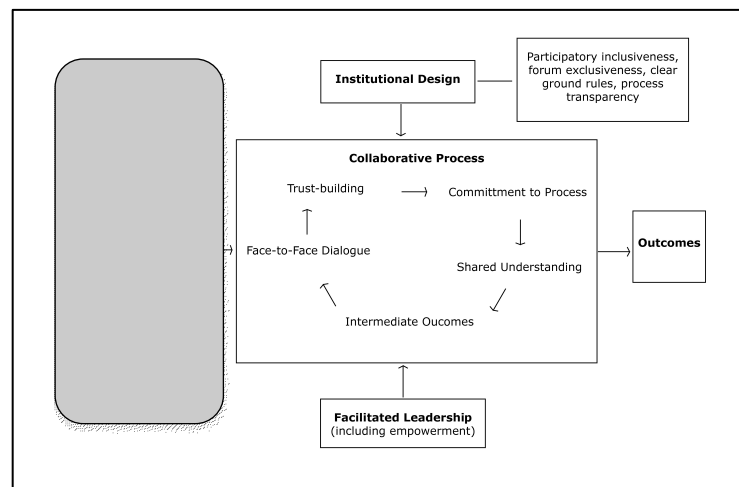 Participatory inclusiveness,
forum exclusiveness, clear
ground rules, process
transparency
Institutional Design
Collaborative Process
Trust-building
Committment to Process
Face-to-Face Dialogue
Shared Understanding
Outcomes
Intermediate Oucomes
Facilitated Leadership
(including empowerment)